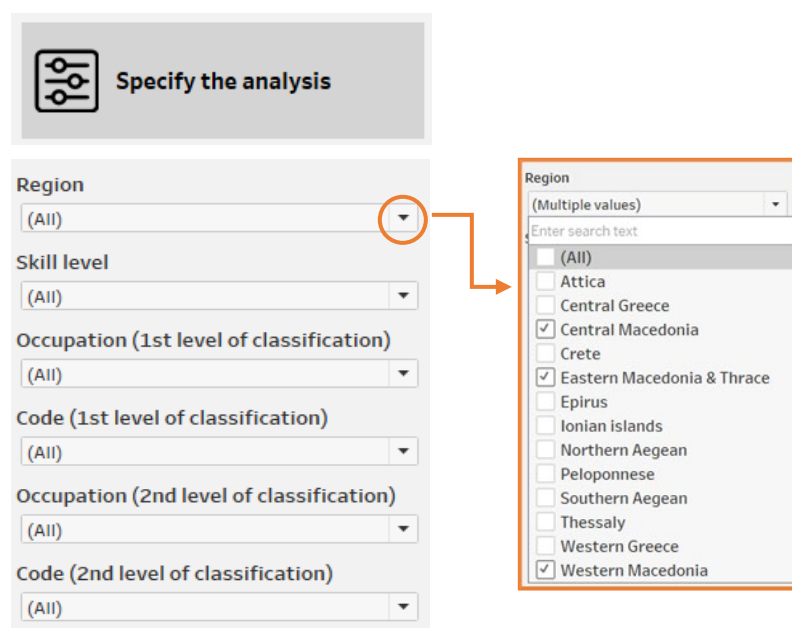 Specify the analysis
Region
(All)
Skill level
(All)
Occupation (1st level of classification)
(All)
Code (1st level of classification)
(All)
Occupation (2nd level of classification)
(All)
Code (2nd level of classification)
(All)
Region
(Multiple values)
Enter search text
(All)
Attica
Central Greece
Central Macedonia
Crete
Eastern Macedonia & Thrace
Epirus
Ionian islands
Northern Aegean
Peloponnese
Southern Aegean
Thessaly
Western Greece
Western Macedonia